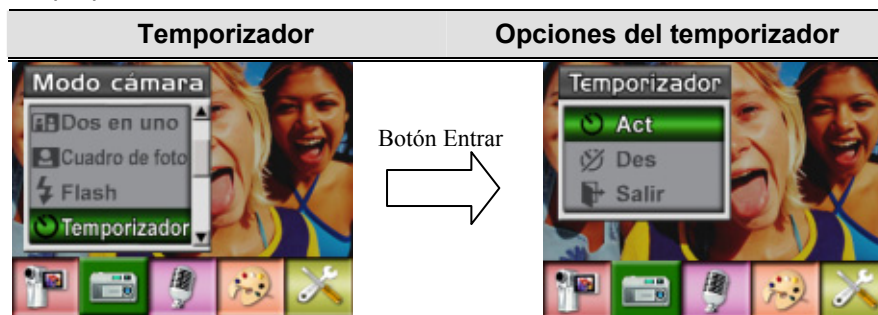 Temporizador
Opciones del temporizador
Modo cámara
Dos en uno
Cuadro de foto
Flash
Temporizador
Botón Entrar
Temporizador
Act
Des
Salir